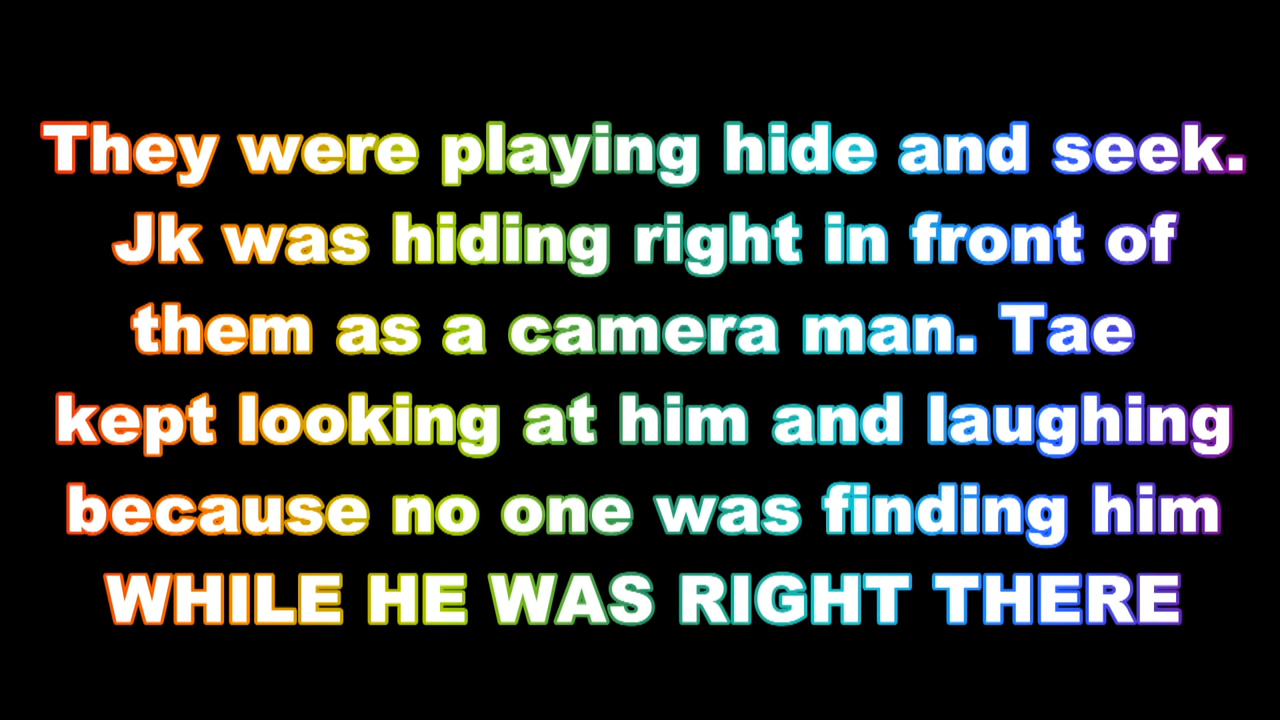 They were playing hide and seek.
Jk was hiding right in front of
them as a camera man. Tae
kept looking at him and laughing
because no one was finding him
WHILE HE WAS RIGHT THERE